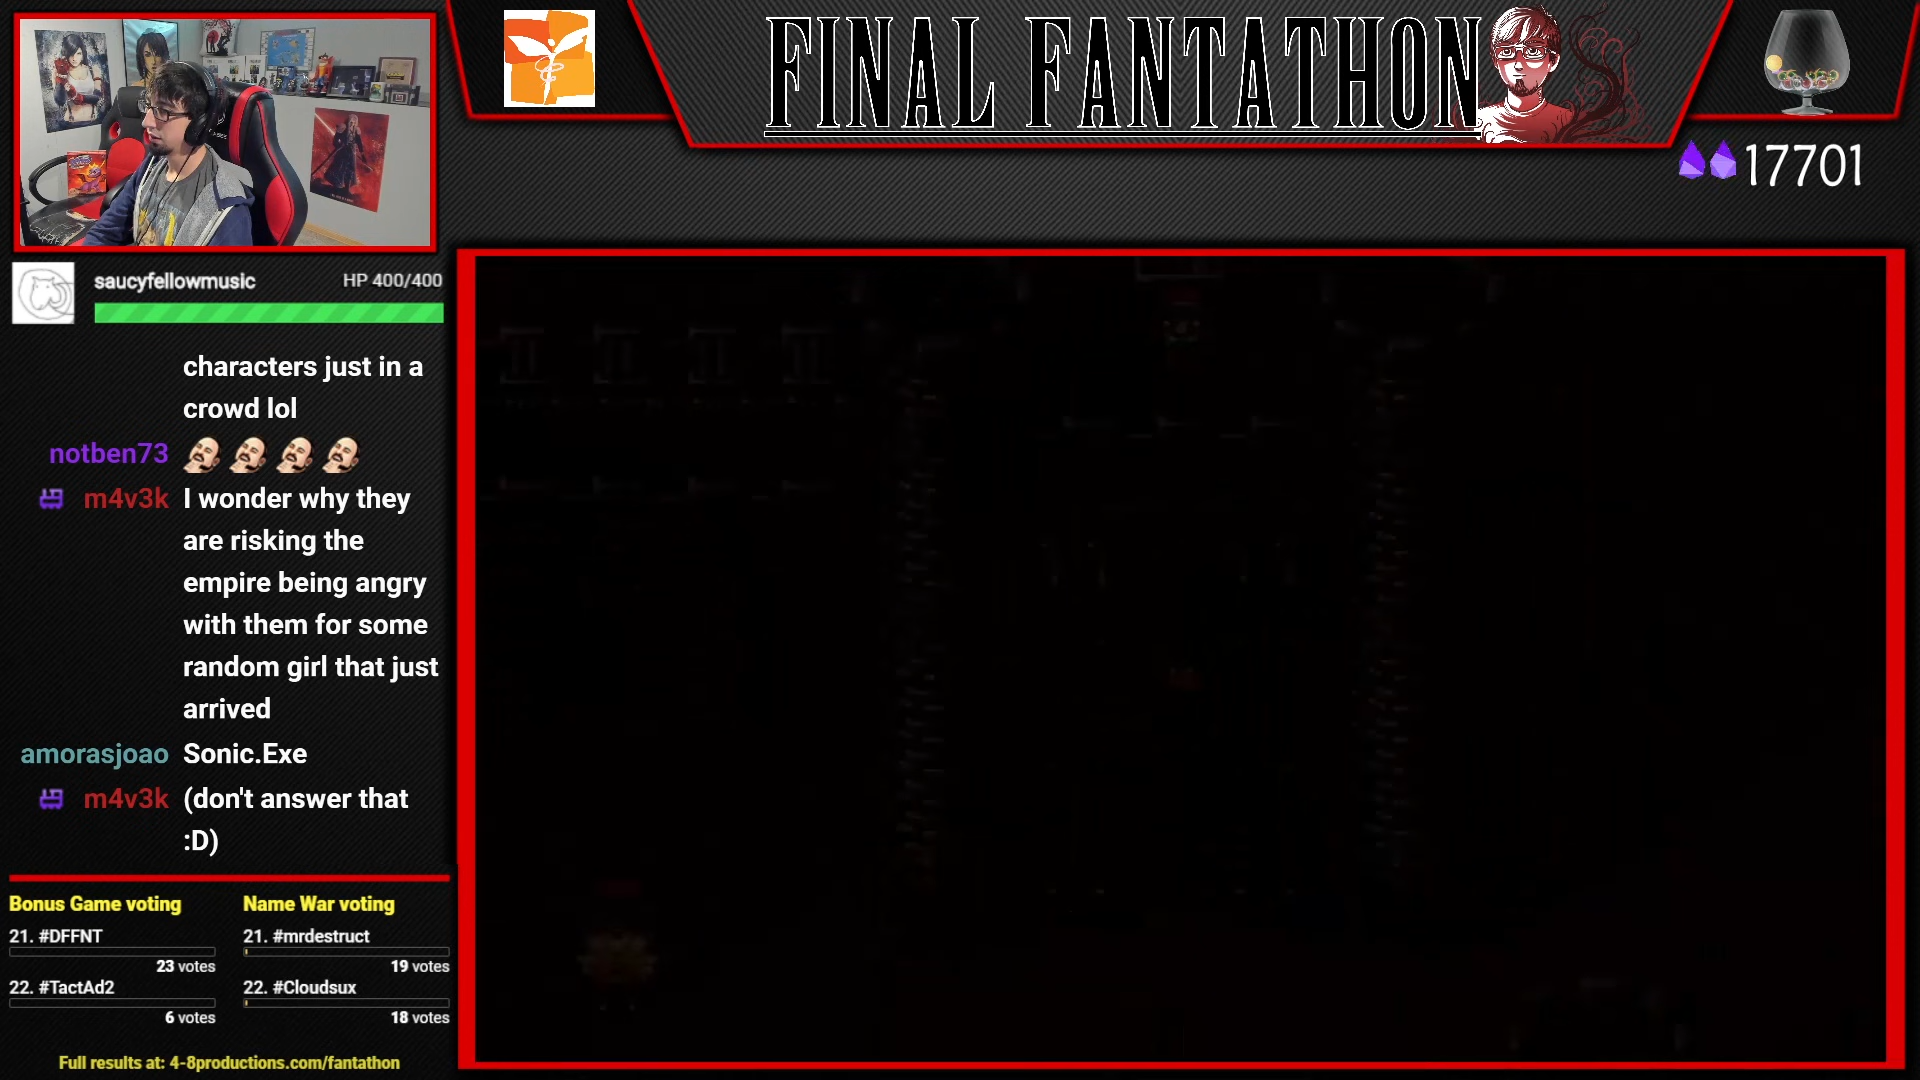 FINAL FANTATHON
17701
saucyfellowmusic HP 400/400
characters just in a
crowd lol
notben73
m4v3k I wonder why they
are risking the
empire being angry
with them for some
random girl that just
arrived
amorasjoao Sonic.Exe
m4v3k (don't answer that
:D)
Bonus Game voting
21. #DFFNT
23 votes
22. #TactAd2
6 votes
Name War voting
21. #mrdestruct
19 votes
22. #Cloudsux
18 votes
Full results at: 4-8productions.com/fantathon